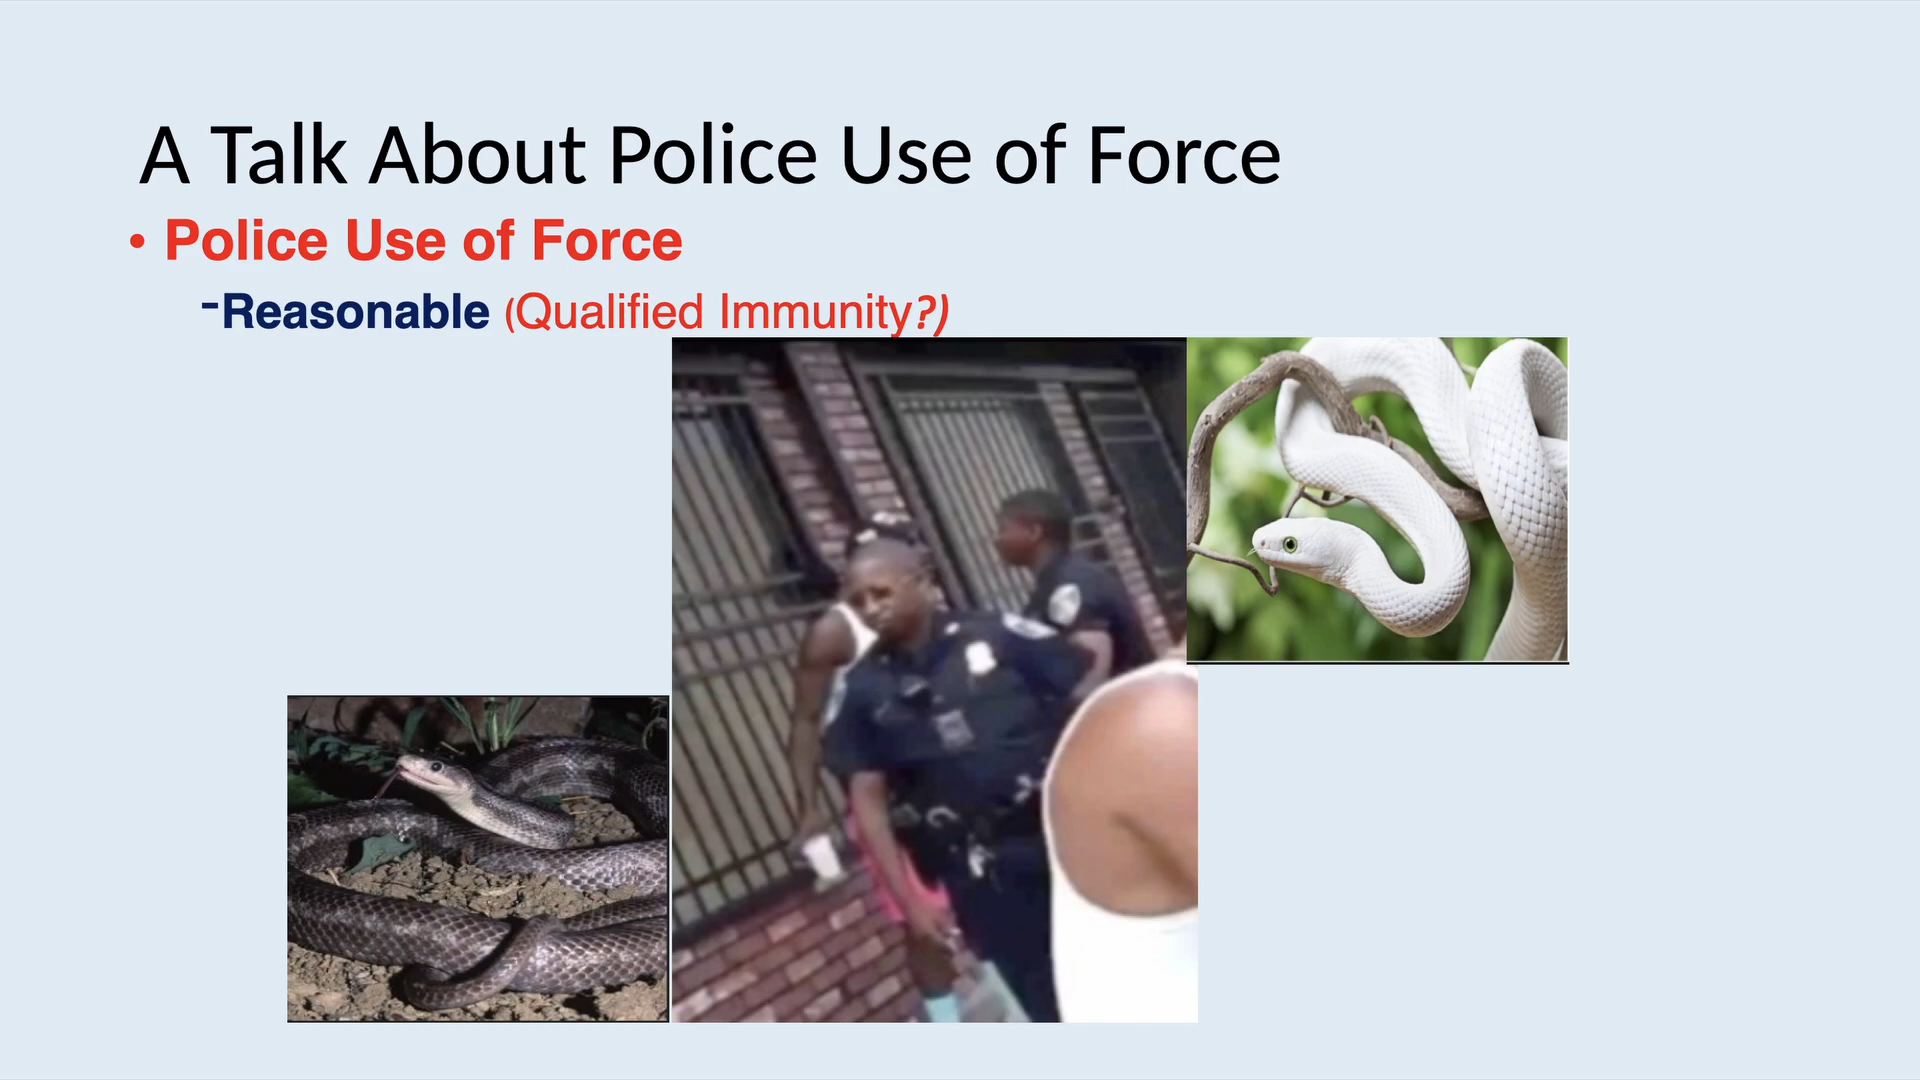 A Talk About Police Use of Force
• Police Use of Force
-Reasonable (Qualified Immunity?)